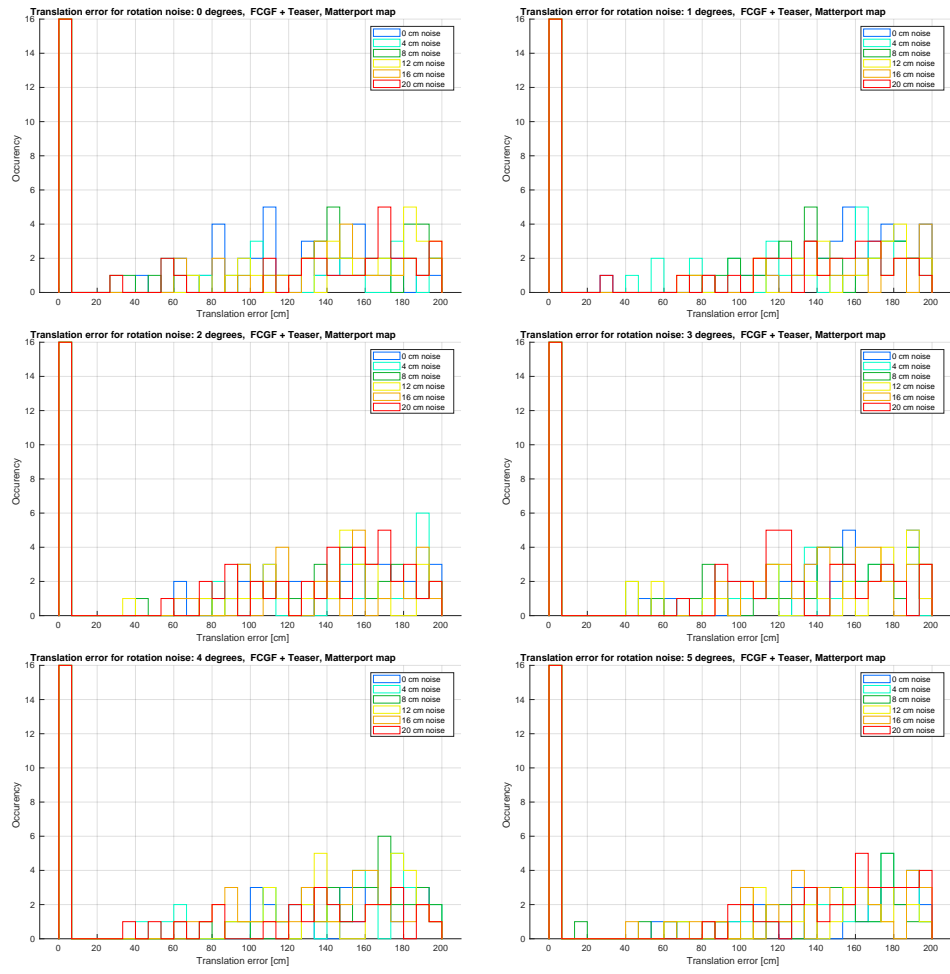 Translation error for rotation noise: 0 degrees, FCGF + Teaser, Matterport map
16
14
12
10
8
6
4
2
0
Occurency
0 cm noise
4 cm noise
8 cm noise
12 cm noise
16 cm noise
20 cm noise
0 20 40 60 80 100 120 140 160 180 200
Translation error [cm]
Translation error for rotation noise: 1 degrees, FCGF + Teaser, Matterport map
16
14
12
10
8
6
4
2
0
Occurency
0 cm noise
4 cm noise
8 cm noise
12 cm noise
16 cm noise
20 cm noise
0 20 40 60 80 100 120 140 160 180 200
Translation error [cm]
Translation error for rotation noise: 2 degrees, FCGF + Teaser, Matterport map
16
14
12
10
8
6
4
2
0
Occurency
0 cm noise
4 cm noise
8 cm noise
12 cm noise
16 cm noise
20 cm noise
0 20 40 60 80 100 120 140 160 180 200
Translation error [cm]
Translation error for rotation noise: 3 degrees, FCGF + Teaser, Matterport map
16
14
12
10
8
6
4
2
0
Occurency
0 cm noise
4 cm noise
8 cm noise
12 cm noise
16 cm noise
20 cm noise
0 20 40 60 80 100 120 140 160 180 200
Translation error [cm]
Translation error for rotation noise: 4 degrees, FCGF + Teaser, Matterport map
16
14
12
10
8
6
4
2
0
Occurency
0 cm noise
4 cm noise
8 cm noise
12 cm noise
16 cm noise
20 cm noise
0 20 40 60 80 100 120 140 160 180 200
Translation error [cm]
Translation error for rotation noise: 5 degrees, FCGF + Teaser, Matterport map
16
14
12
10
8
6
4
2
0
Occurency
0 cm noise
4 cm noise
8 cm noise
12 cm noise
16 cm noise
20 cm noise
0 20 40 60 80 100 120 140 160 180 200
Translation error [cm]